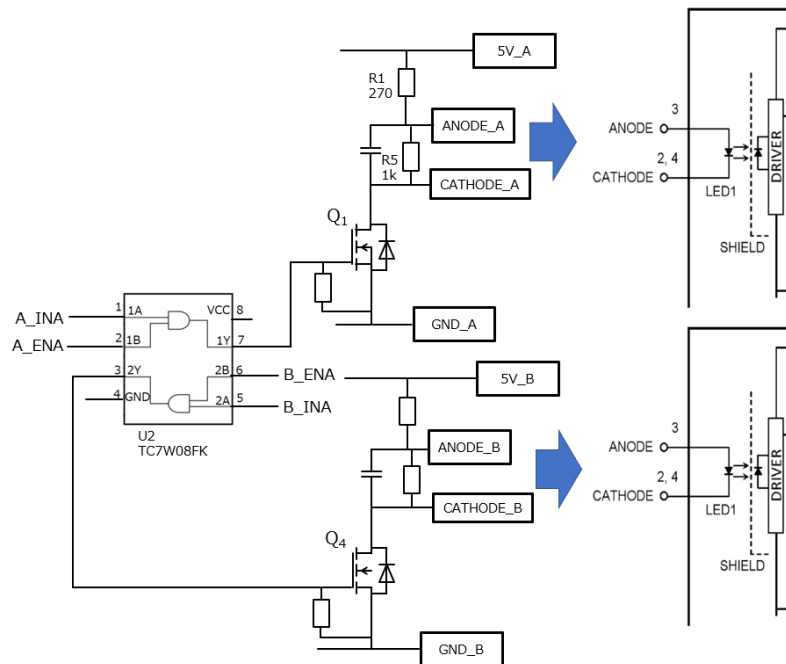 5V_A
R1
270
ANODE_A
R5
1k
CATHODE_A
Q1
GND_A
3
ANODE
2, 4
CATHODE
LED1
SHIELD
DRIVER
A_INA
1
1A
VCC
8
A_ENA
2
1B
1Y
7
3
2Y
2B
6
B_ENA
4
GND
2A
5
B_INA
U2
TC7W08FK
5V_B
ANODE_B
CATHODE_B
Q4
GND_B
3
ANODE
2, 4
CATHODE
LED1
SHIELD
DRIVER